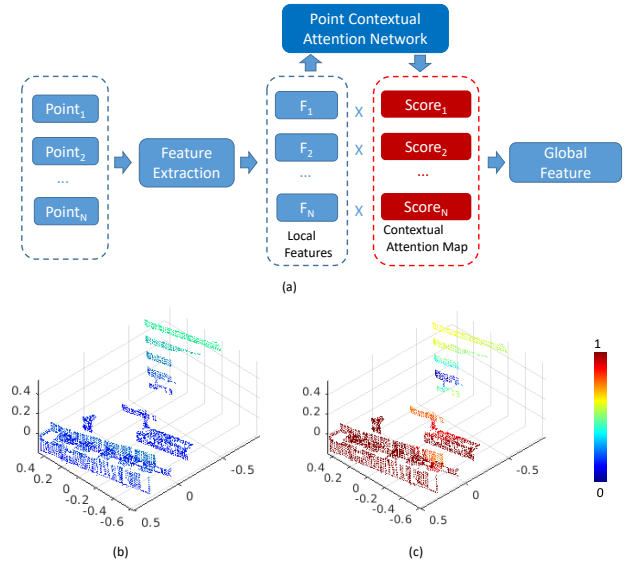 Point Contextual
Attention Network
Point1
Point2
...
PointN
Feature
Extraction
F1 X Score1
F2 X Score2
... ...
FN X ScoreN
Local
Features
Contextual
Attention Map
Global
Feature
(a)
0.4
0.2
0
0.4
0.2
0
-0.2
-0.4
-0.6
0.5
0
-0.5
(b)
0.4
0.2
0
0.4
0.2
0
-0.2
-0.4
-0.6
0.5
0
-0.5
(c)
1
0